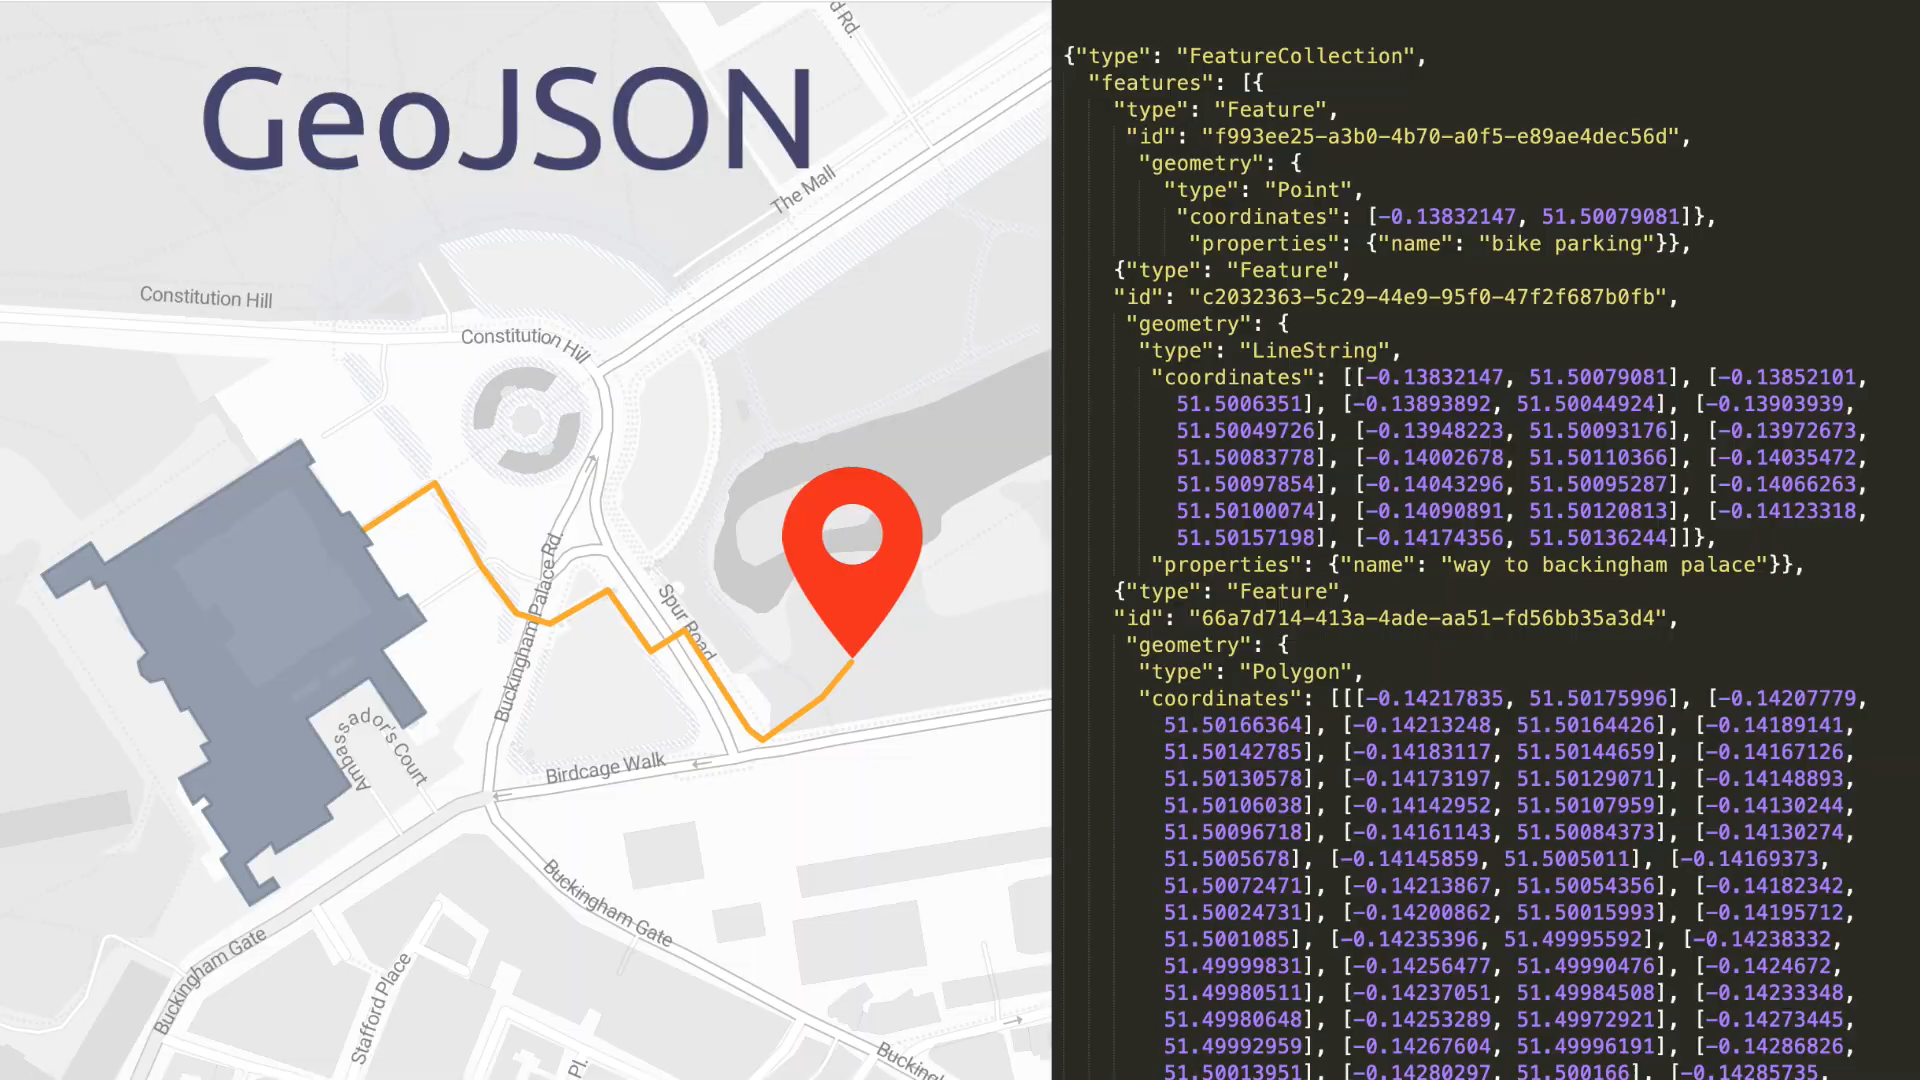 GeoJSON
d Rd.
The Mall
Constitution Hill
Constitution Hill
Buckingham Palace Rd.
Spur Road
Ambassador's Court
Birdcage Walk
Buckingham Gate
Buckingham Gate
Stafford Place
Pl.
Buckingh
{"type": "FeatureCollection",
"features": [{
"type": "Feature",
"id": "f993ee25-a3b0-4b70-a0f5-e89ae4dec56d",
"geometry": {
"type": "Point",
"coordinates": [-0.13832147, 51.50079081]},
"properties": {"name": "bike parking"}},
{"type": "Feature",
"id": "c2032363-5c29-44e9-95f0-47f2f687b0fb",
"geometry": {
"type": "LineString",
"coordinates": [[-0.13832147, 51.50079081], [-0.13852101,
51.5006351], [-0.13893892, 51.50044924], [-0.13903939,
51.50049726], [-0.13948223, 51.50093176], [-0.13972673,
51.50083778], [-0.14002678, 51.50110366], [-0.14035472,
51.50097854], [-0.14043296, 51.50095287], [-0.14066263,
51.50100074], [-0.14090891, 51.50120813], [-0.14123318,
51.50157198], [-0.14174356, 51.50136244]]},
"properties": {"name": "way to backingham palace"}},
{"type": "Feature",
"id": "66a7d714-413a-4ade-aa51-fd56bb35a3d4",
"geometry": {
"type": "Polygon",
"coordinates": [[[-0.14217835, 51.50175996], [-0.14207779,
51.50166364], [-0.14213248, 51.50164426], [-0.14189141,
51.50142785], [-0.14183117, 51.50144659], [-0.14167126,
51.50130578], [-0.14173197, 51.50129071], [-0.14148893,
51.50106038], [-0.14142952, 51.50107959], [-0.14130244,
51.50096718], [-0.14161143, 51.50084373], [-0.14130274,
51.5005678], [-0.14145859, 51.5005011], [-0.14169373,
51.50072471], [-0.14213867, 51.50054356], [-0.14182342,
51.50024731], [-0.14200862, 51.50015993], [-0.14195712,
51.5001085], [-0.14235396, 51.49995592], [-0.14238332,
51.49999831], [-0.14256477, 51.49990476], [-0.1424672,
51.49980511], [-0.14237051, 51.49984508], [-0.14233348,
51.49980648], [-0.14253289, 51.49972921], [-0.14273445,
51.49992959], [-0.14267604, 51.49996191], [-0.14286826,
51.50013951], [-0.14280297, 51.500166], [-0.14285735,